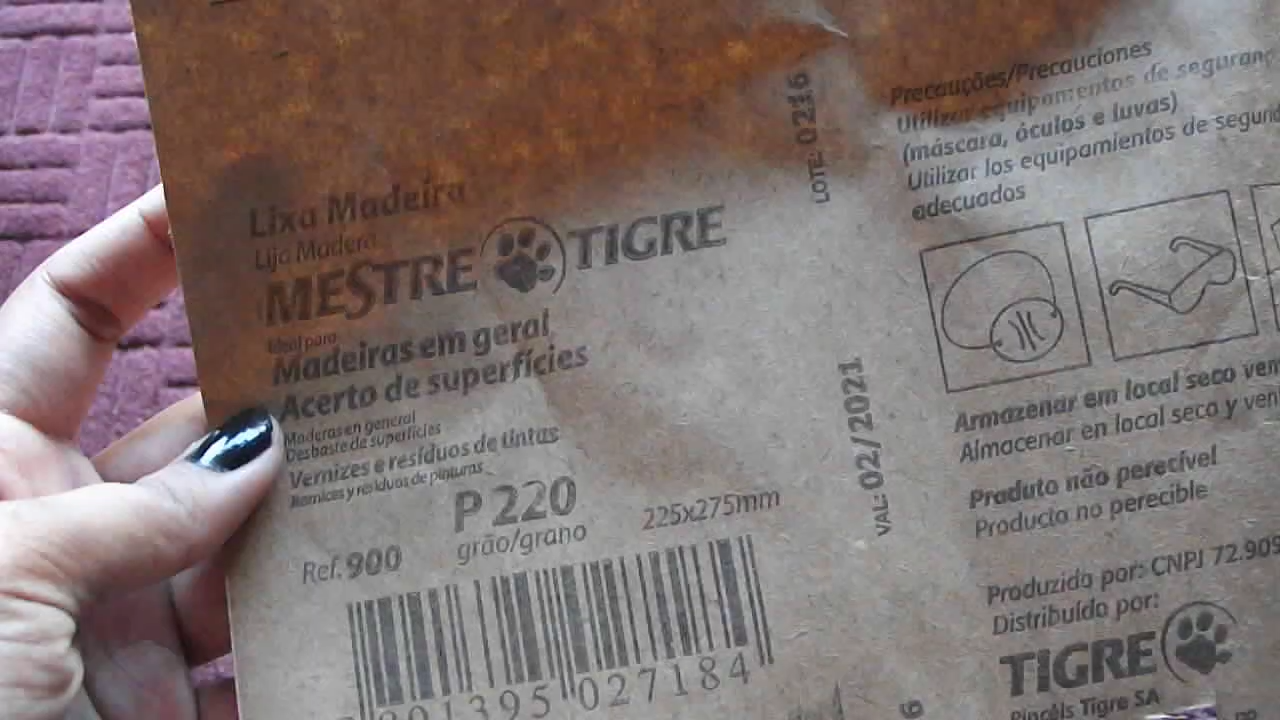 Lixa Madeira
Lija Madera
MESTRE TIGRE
Ideal para
Madeiras em geral
Acerto de superfícies
Maderas en general
Desbaste de superficies
Vernizes e resíduos de tintas
Barnices y residuos de pinturas
P 220
grão/grano
225x275mm
Ref. 900
891395 027184
LOTE: 0216
VAL: 02/2021
Precauções/Precauciones
Utilizar equipamentos de
(máscara, óculos e luvas)
Utilizar los equipamientos de
adecuados
Armazenar em local seco
Almacenar en local seco y
Produto não perecível
Producto no perecible
Produzido por: CNPJ 72.909
Distribuído por:
TIGRE
Pincéis Tigre SA